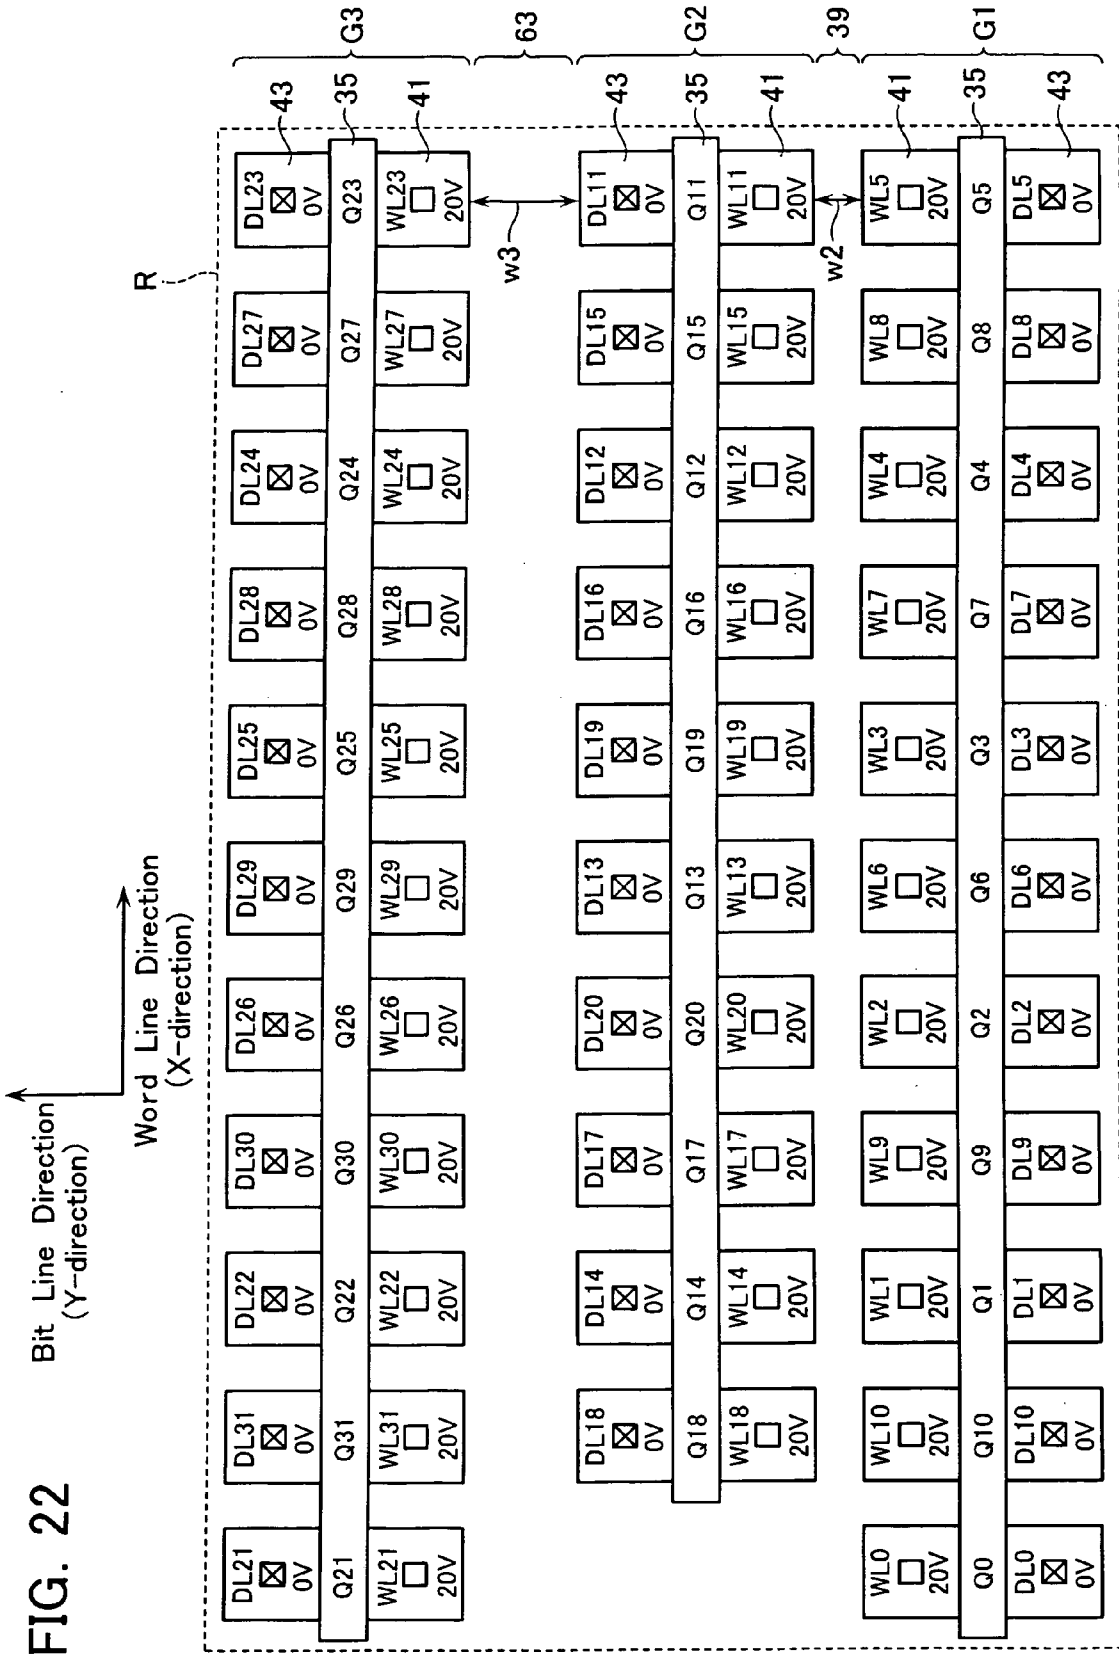 FIG. 22
Bit Line Direction
(Y-direction)
Word Line Direction
(X-direction)
R
DL21 DL31 DL22 DL30 DL26 DL29 DL25 DL28 DL24 DL27 DL23 43
0V 0V 0V 0V 0V 0V 0V 0V 0V 0V 0V
Q21 Q31 Q22 Q30 Q26 Q29 Q25 Q28 Q24 Q27 Q23 35 G3
WL21 WL31 WL22 WL30 WL26 WL29 WL25 WL28 WL24 WL27 WL23 41
20V 20V 20V 20V 20V 20V 20V 20V 20V 20V 20V
w3 63
DL18 DL14 DL17 DL20 DL13 DL19 DL16 DL12 DL15 DL11 43
0V 0V 0V 0V 0V 0V 0V 0V 0V 0V
Q18 Q14 Q17 Q20 Q13 Q19 Q16 Q12 Q15 Q11 35 G2
WL18 WL14 WL17 WL20 WL13 WL19 WL16 WL12 WL15 WL11 41
20V 20V 20V 20V 20V 20V 20V 20V 20V 20V
w2 39
WL0 WL10 WL1 WL9 WL2 WL6 WL3 WL7 WL4 WL8 WL5 41
20V 20V 20V 20V 20V 20V 20V 20V 20V 20V 20V
Q0 Q10 Q1 Q9 Q2 Q6 Q3 Q7 Q4 Q8 Q5 35 G1
DL0 DL10 DL1 DL9 DL2 DL6 DL3 DL7 DL4 DL8 DL5 43
0V 0V 0V 0V 0V 0V 0V 0V 0V 0V 0V